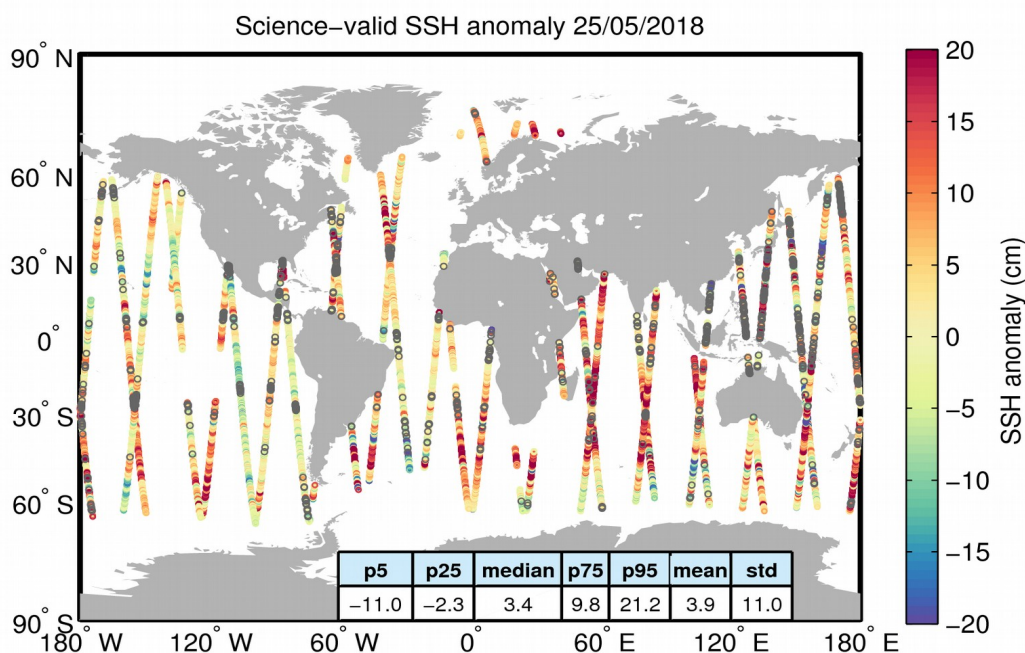 Science−valid SSH anomaly 25/05/2018
90° N
60° N
30° N
0°
30° S
60° S
90° S
180° W
120° W
60° W
0°
60° E
120° E
180° E
20
15
10
5
0
−5
−10
−15
−20
SSH anomaly (cm)
p5 p25 median p75 p95 mean std
−11.0 −2.3 3.4 9.8 21.2 3.9 11.0